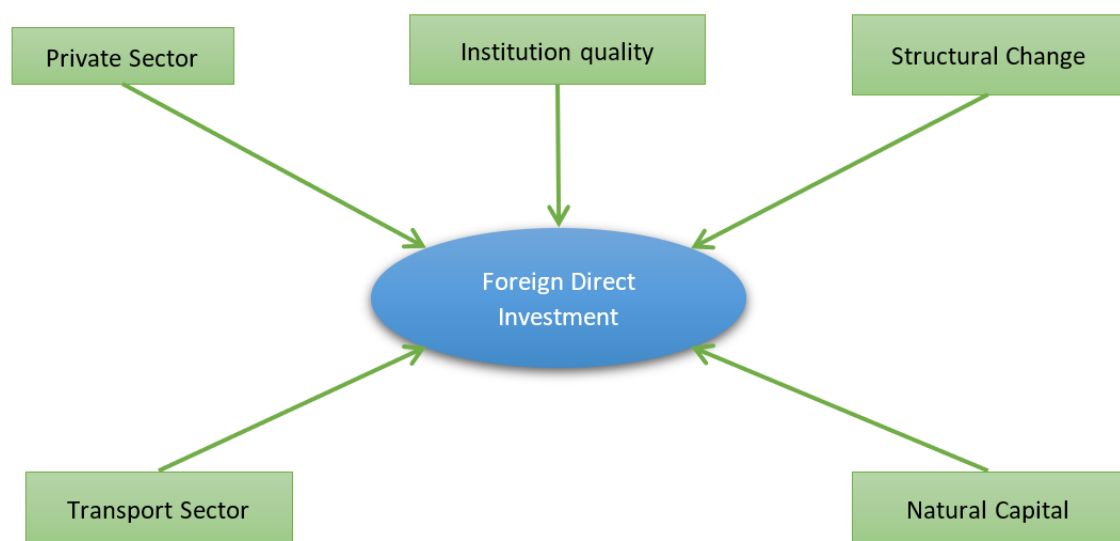 Private Sector
Institution quality
Structural Change
Foreign Direct
Investment
Transport Sector
Natural Capital